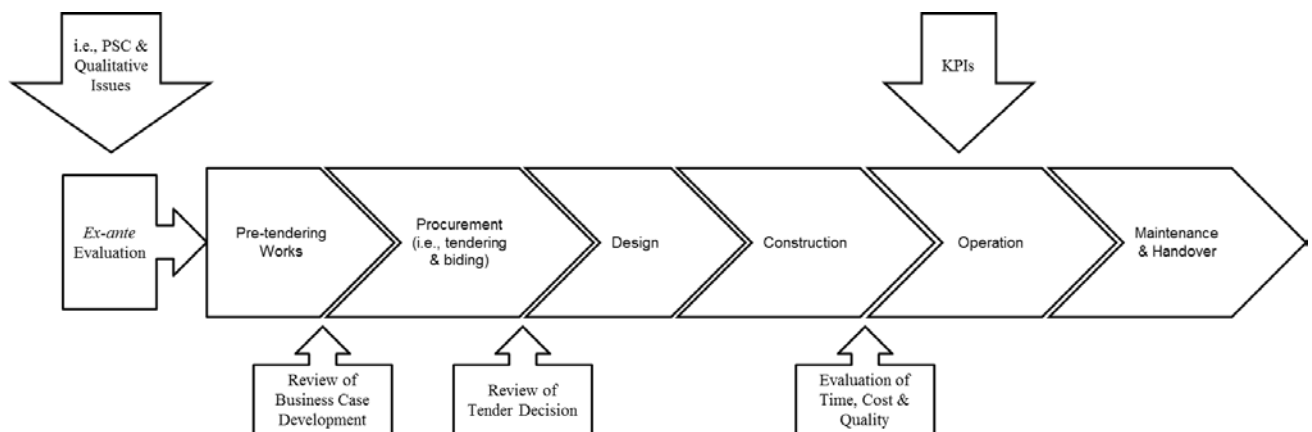 i.e., PSC &
Qualitative
Issues
KPIs
Ex-ante
Evaluation
Pre-tendering
Works
Procurement
(i.e., tendering
& biding)
Design
Construction
Operation
Maintenance
& Handover
Review of
Business Case
Development
Review of
Tender Decision
Evaluation of
Time, Cost &
Quality